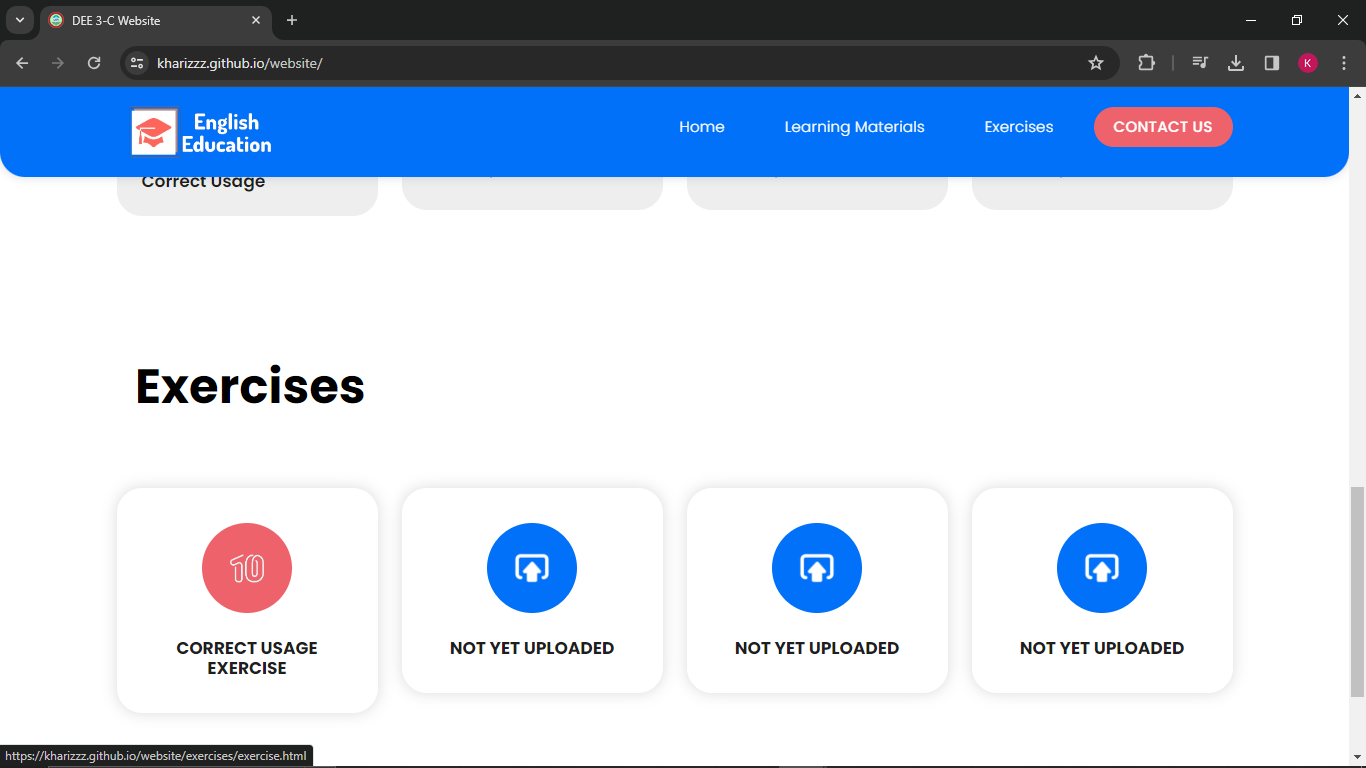 DEE 3-C Website
kharizzz.github.io/website/
K
English
Education
Home
Learning Materials
Exercises
CONTACT US
Correct Usage
Exercises
10
CORRECT USAGE
EXERCISE
NOT YET UPLOADED
NOT YET UPLOADED
NOT YET UPLOADED
https://kharizzz.github.io/website/exercises/exercise.html